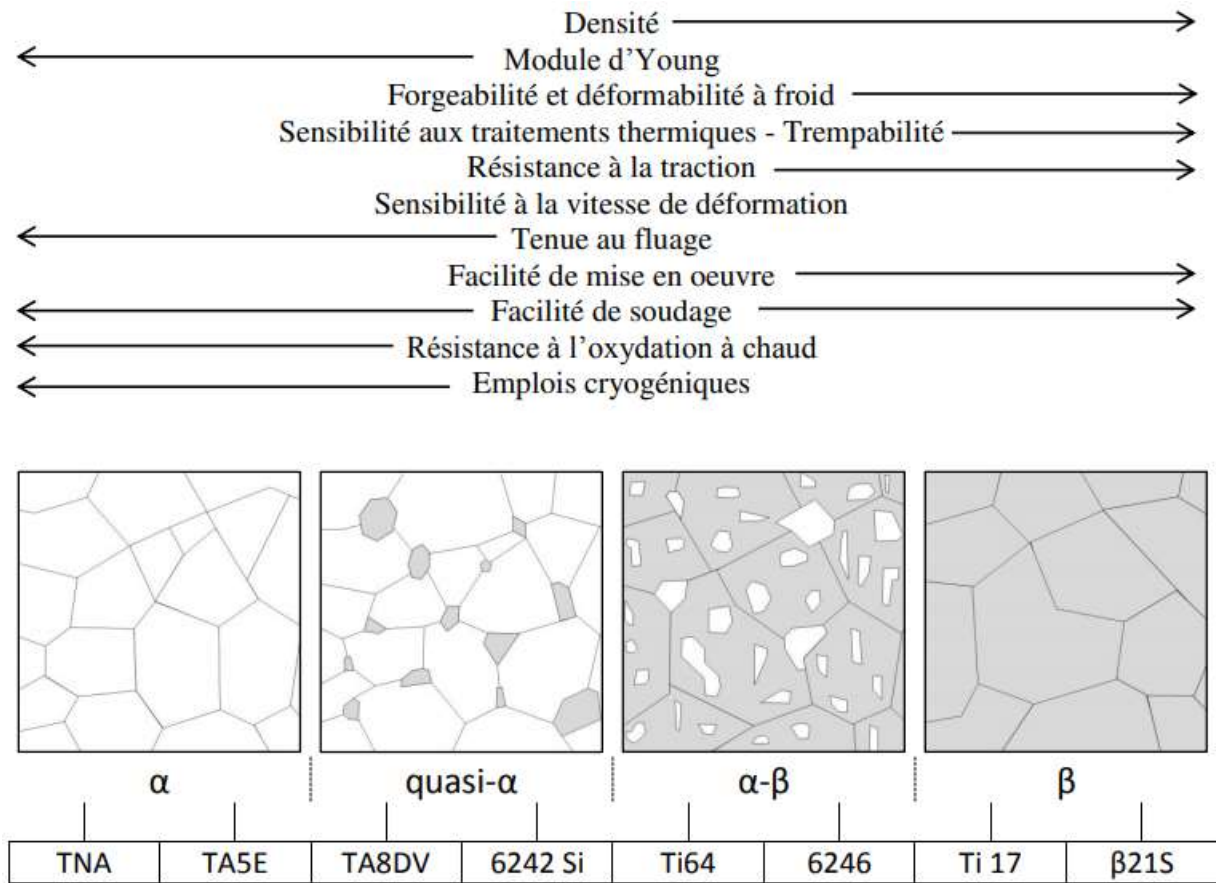 Densité
Module d'Young
Forgeabilité et déformabilité à froid
Sensibilité aux traitements thermiques - Trempabilité
Résistance à la traction
Sensibilité à la vitesse de déformation
Tenue au fluage
Facilité de mise en oeuvre
Facilité de soudage
Résistance à l'oxydation à chaud
Emplois cryogéniques
α quasi-α α-β β
TNA TA5E TA8DV 6242 Si Ti64 6246 Ti 17 β21S